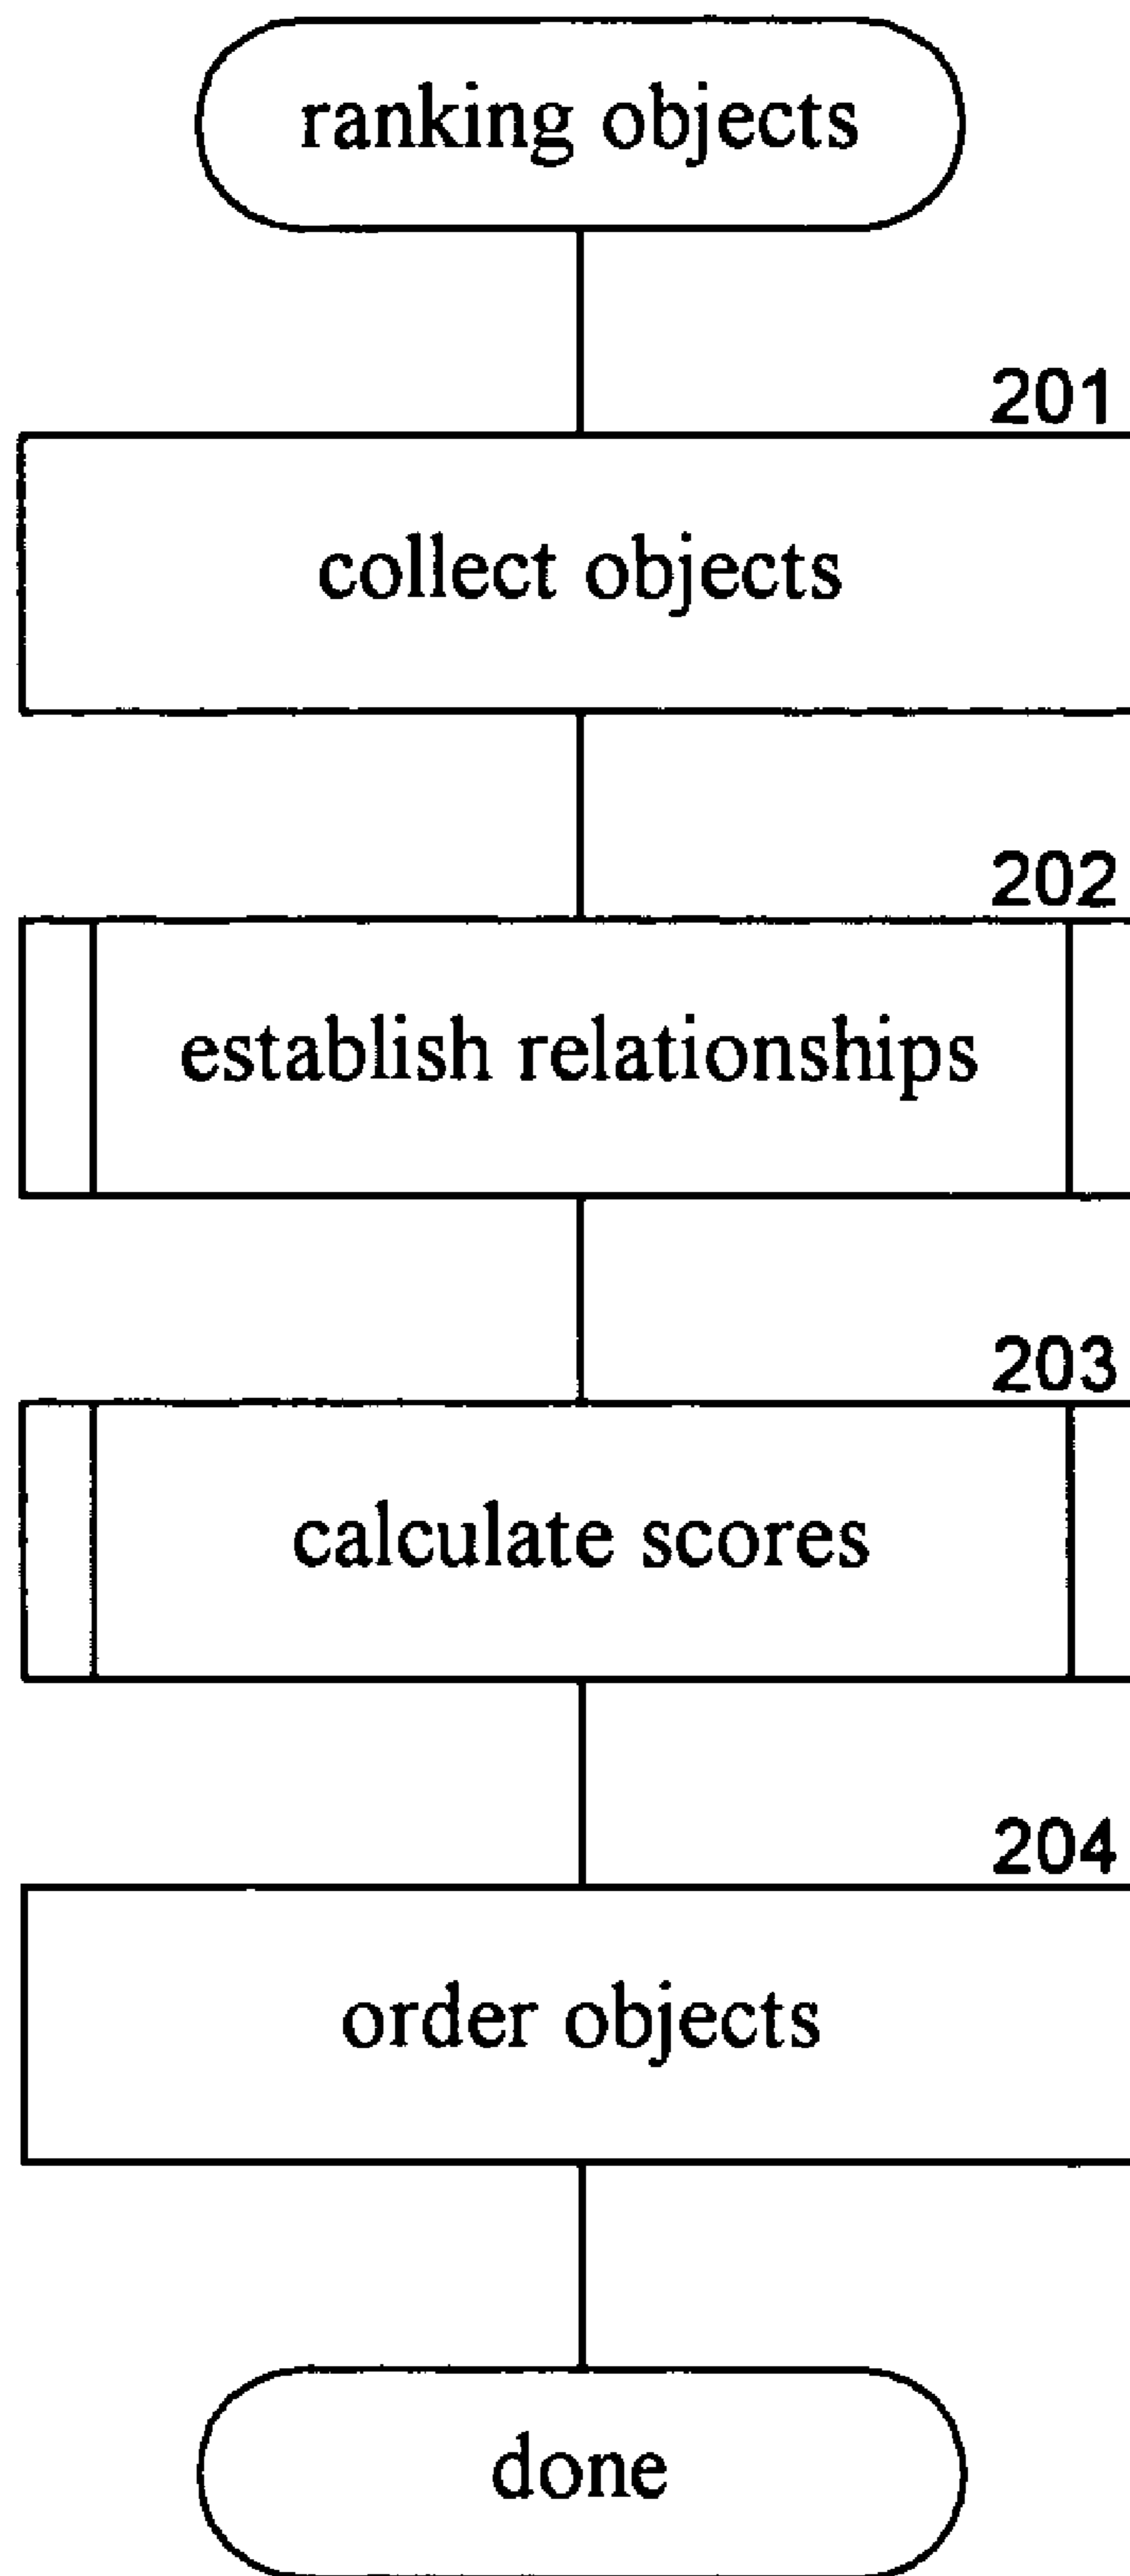 ranking objects
201
collect objects
202
establish relationships
203
calculate scores
204
order objects
done